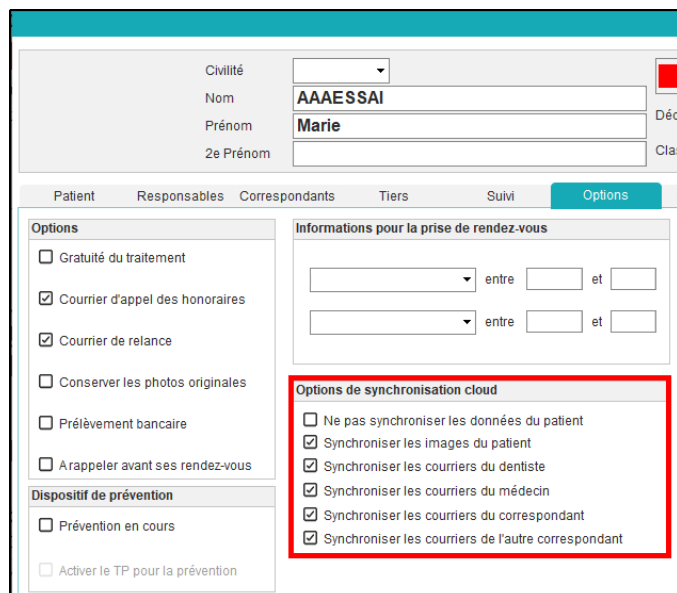 Civilité
Nom AAAESSAI
Prénom Marie
2e Prénom
Patient Responsables Correspondants Tiers Suivi Options
Options
Gratuité du traitement
Courrier d'appel des honoraires
Courrier de relance
Conserver les photos originales
Prélèvement bancaire
A rappeler avant ses rendez-vous
Dispositif de prévention
Prévention en cours
Activer le TP pour la prévention
Informations pour la prise de rendez-vous
entre et
entre et
Options de synchronisation cloud
Ne pas synchroniser les données du patient
Synchroniser les images du patient
Synchroniser les courriers du dentiste
Synchroniser les courriers du médecin
Synchroniser les courriers du correspondant
Synchroniser les courriers de l'autre correspondant